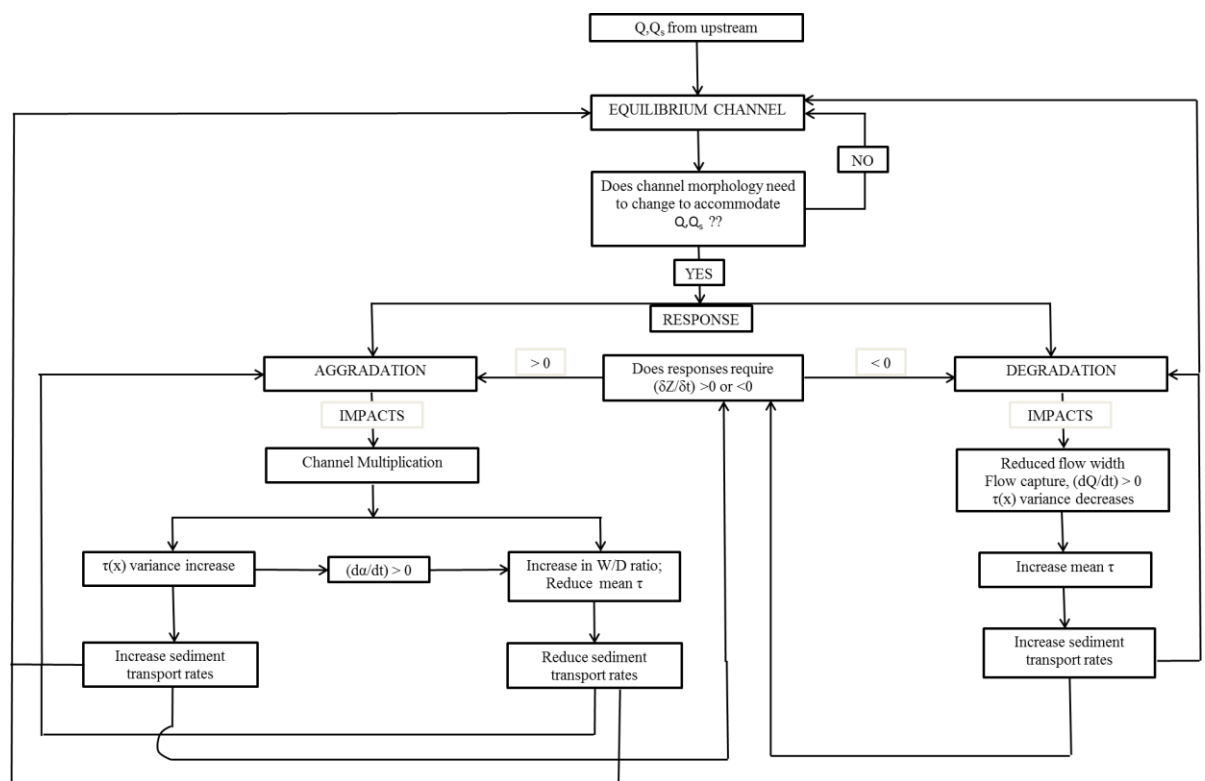 Q,Qs from upstream
EQUILIBRIUM CHANNEL
NO
Does channel morphology need
to change to accommodate
Q,Qs ??
YES
RESPONSE
AGGRADATION
> 0
Does responses require
(δZ/δt) >0 or <0
< 0
DEGRADATION
IMPACTS
IMPACTS
Channel Multiplication
Reduced flow width
Flow capture, (dQ/dt) > 0
τ(x) variance decreases
τ(x) variance increase
(dα/dt) > 0
Increase in W/D ratio;
Reduce mean τ
Increase mean τ
Increase sediment
transport rates
Reduce sediment
transport rates
Increase sediment
transport rates